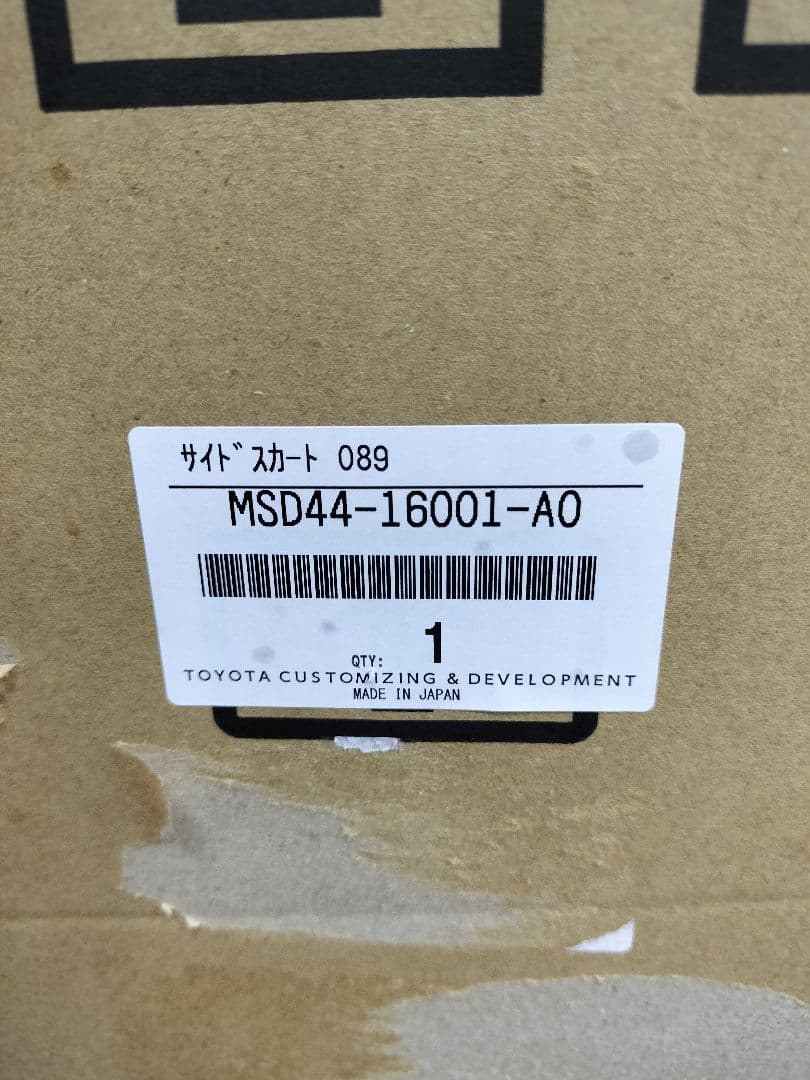 ｻｲﾄﾞｽｶｰﾄ 089
MSD44-16001-A0
QTY: 1
TOYOTA CUSTOMIZING & DEVELOPMENT
MADE IN JAPAN